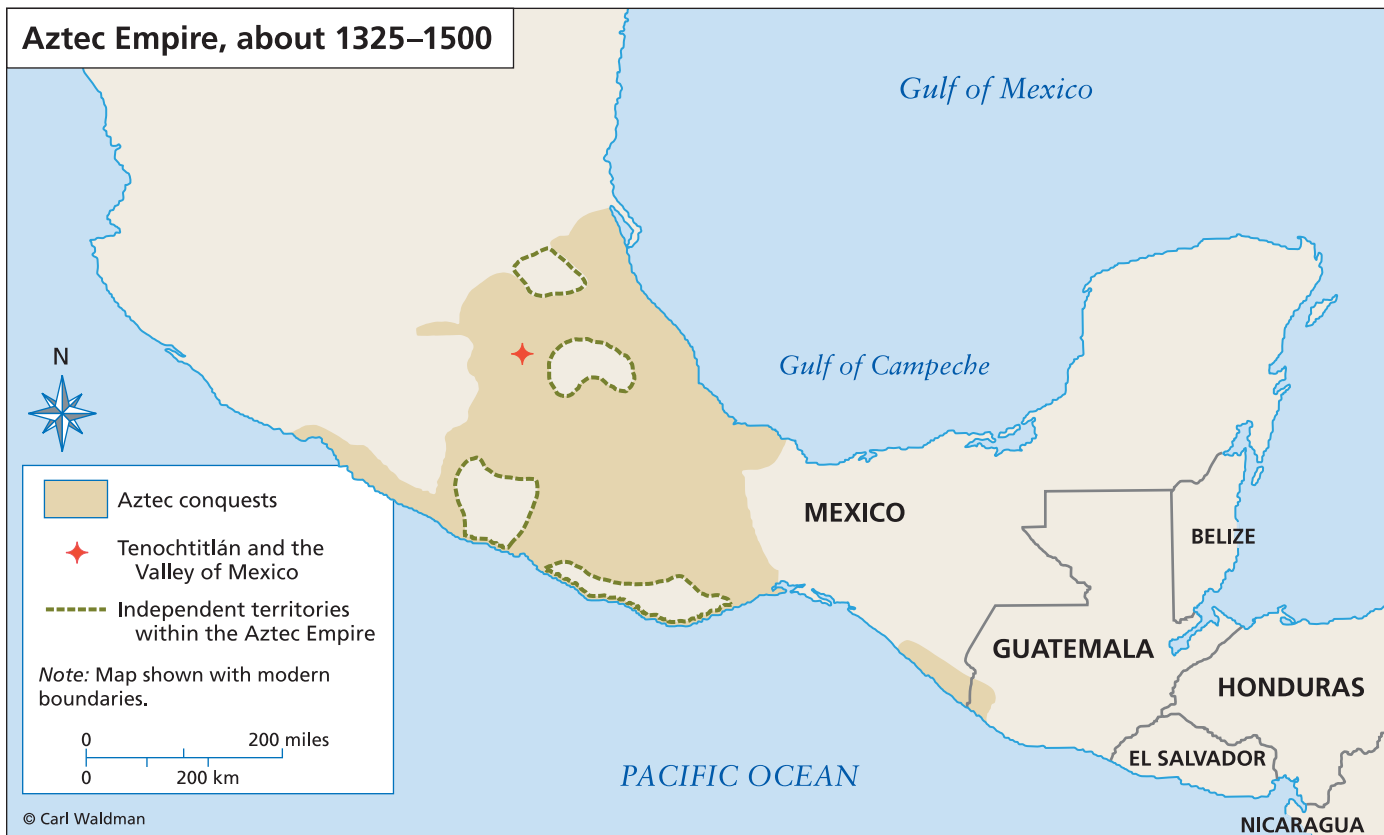 Aztec Empire, about 1325–1500
Gulf of Mexico
Gulf of Campeche
N
Aztec conquests
Tenochtitlán and the
Valley of Mexico
Independent territories
within the Aztec Empire
Note: Map shown with modern
boundaries.
0 200 miles
0 200 km
MEXICO
BELIZE
GUATEMALA
HONDURAS
EL SALVADOR
PACIFIC OCEAN
NICARAGUA
© Carl Waldman